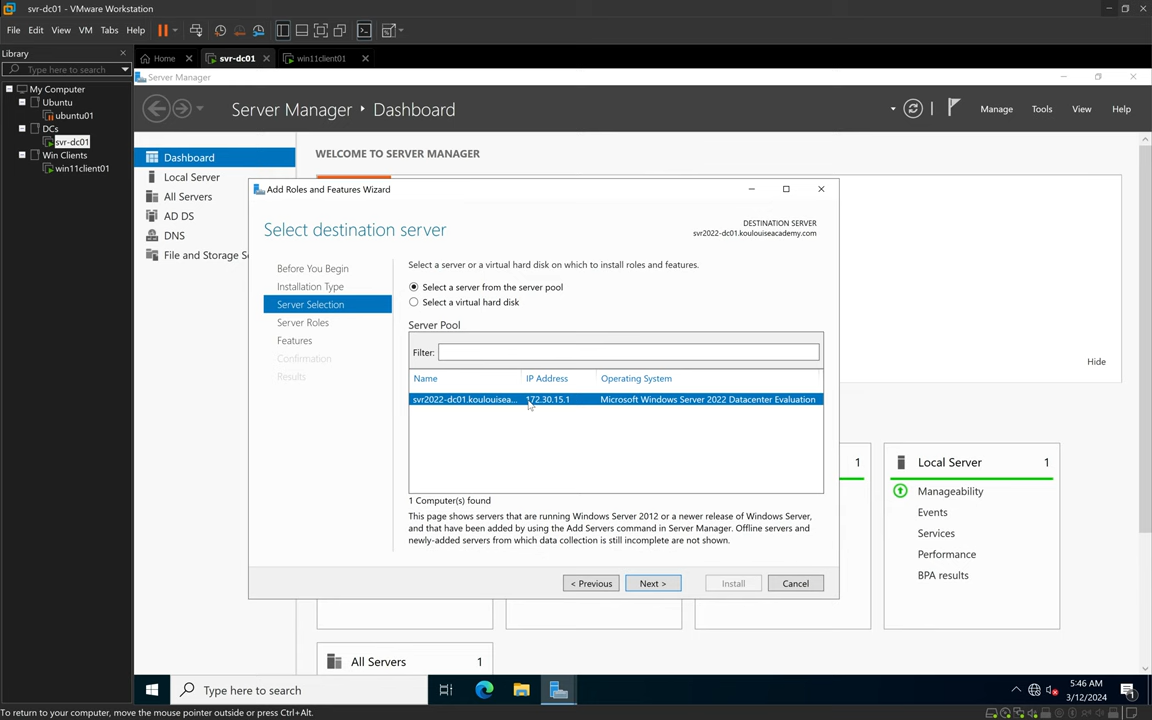 svr-dc01 - VMware Workstation
File Edit View VM Tabs Help
Library
Type here to search
My Computer
Ubuntu
ubuntu01
DCs
svr-dc01
Win Clients
win11client01
Home svr-dc01 win11client01
Server Manager
Server Manager Dashboard
Manage Tools View Help
Dashboard
Local Server
All Servers
AD DS
DNS
File and Storage S
WELCOME TO SERVER MANAGER
Add Roles and Features Wizard
Select destination server
DESTINATION SERVER
svr2022-dc01.koulouiseacademy.com
Before You Begin
Installation Type
Server Selection
Server Roles
Features
Confirmation
Results
Select a server or a virtual hard disk on which to install roles and features.
Select a server from the server pool
Select a virtual hard disk
Server Pool
Filter:
Name IP Address Operating System
svr2022-dc01.koulouisea... 172.30.15.1 Microsoft Windows Server 2022 Datacenter Evaluation
1 Computer(s) found
This page shows servers that are running Windows Server 2012 or a newer release of Windows Server,
and that have been added by using the Add Servers command in Server Manager. Offline servers and
newly-added servers from which data collection is still incomplete are not shown.
< Previous Next > Install Cancel
Hide
1
Local Server 1
Manageability
Events
Services
Performance
BPA results
All Servers 1
Type here to search
5:46 AM
3/12/2024
1
To return to your computer, move the mouse pointer outside or press Ctrl+Alt.